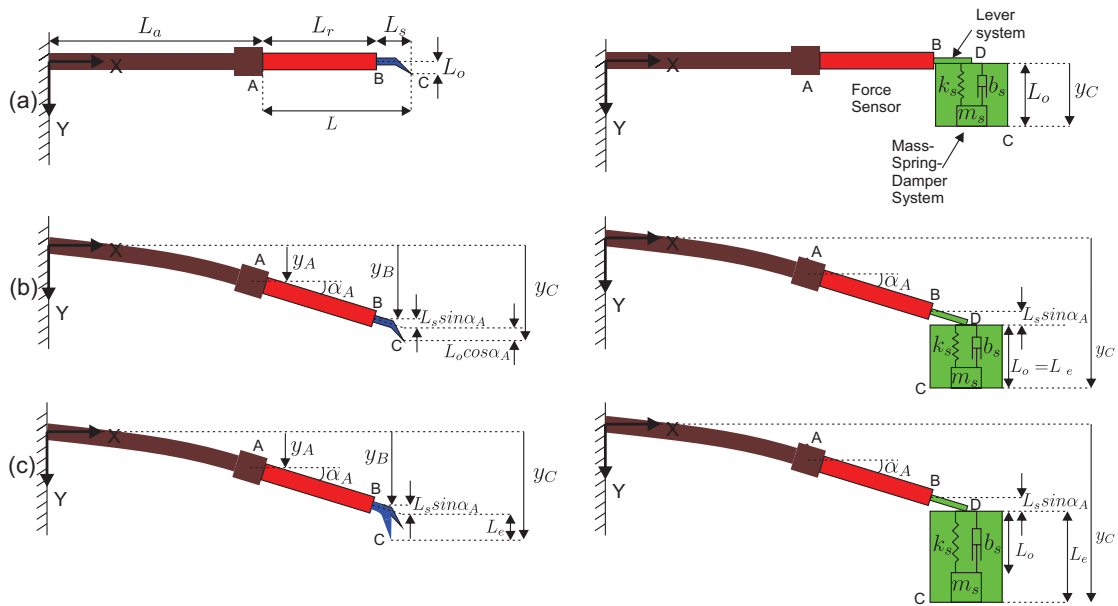 (a)
L_a
L_r
L_s
L_o
X
Y
A
B
C
L
Lever
system
B
D
X
Y
A
Force
Sensor
k_s
b_s
m_s
L_o
y_C
C
Mass-
Spring-
Damper
System
(b)
X
Y
A
y_A
α_A
y_B
B
C
y_C
L_s sinα_A
L_o cosα_A
X
Y
A
α_A
B
D
L_s sinα_A
k_s
b_s
m_s
L_o = L_e
y_C
C
(c)
X
Y
A
y_A
α_A
y_B
B
C
y_C
L_s sinα_A
L_e
X
Y
A
α_A
B
D
L_s sinα_A
k_s
b_s
m_s
L_o
L_e
y_C
C